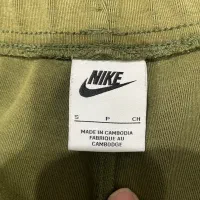 NIKE
S P CH
MADE IN CAMBODIA
FABRIQUÉ AU
CAMBODGE